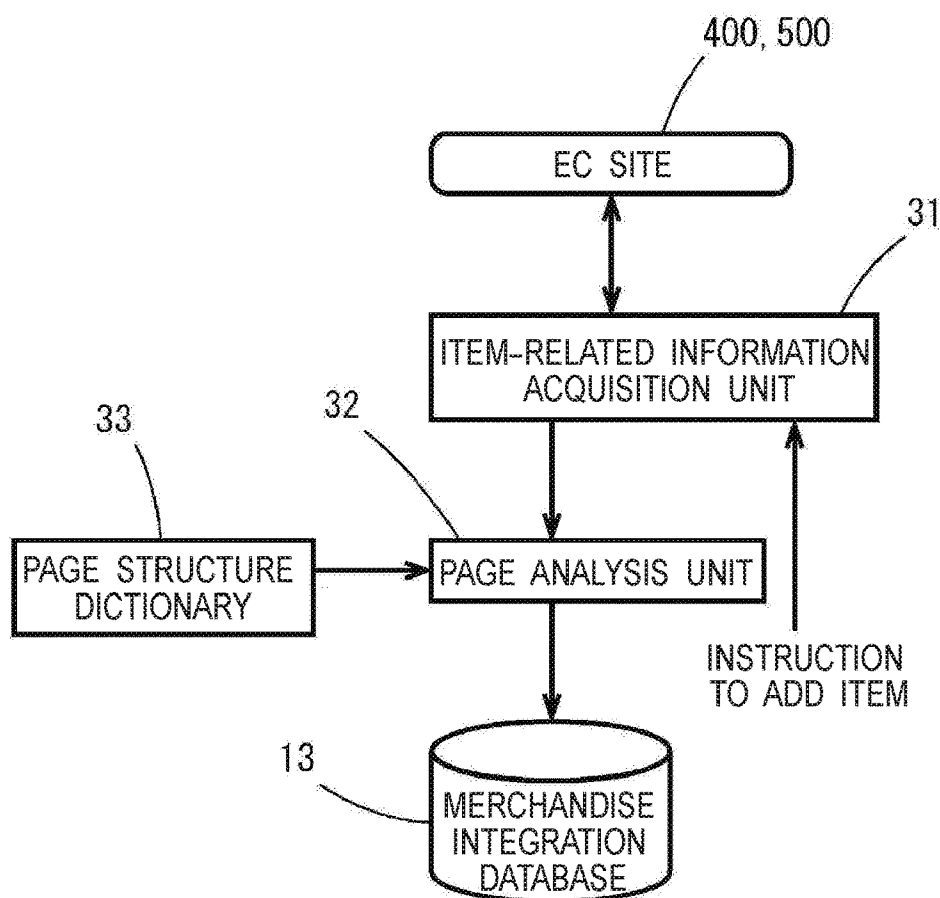 400, 500
EC SITE
31
ITEM-RELATED INFORMATION
ACQUISITION UNIT
32
33
PAGE STRUCTURE
DICTIONARY
PAGE ANALYSIS UNIT
INSTRUCTION
TO ADD ITEM
13
MERCHANDISE
INTEGRATION
DATABASE